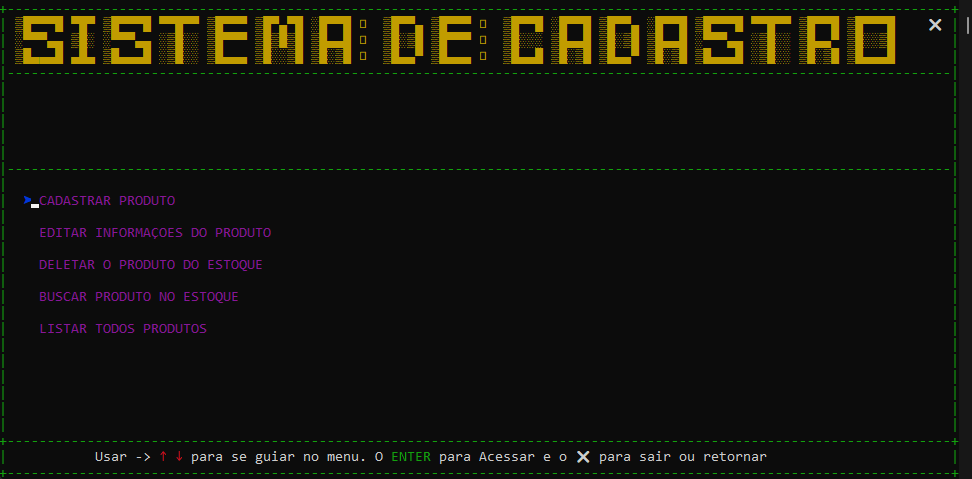 SISTEMA DE CADASTRO ✕
➤ CADASTRAR PRODUTO
EDITAR INFORMAÇOES DO PRODUTO
DELETAR O PRODUTO DO ESTOQUE
BUSCAR PRODUTO NO ESTOQUE
LISTAR TODOS PRODUTOS
Usar -> ↑ ↓ para se guiar no menu. O ENTER para Acessar e o ✕ para sair ou retornar